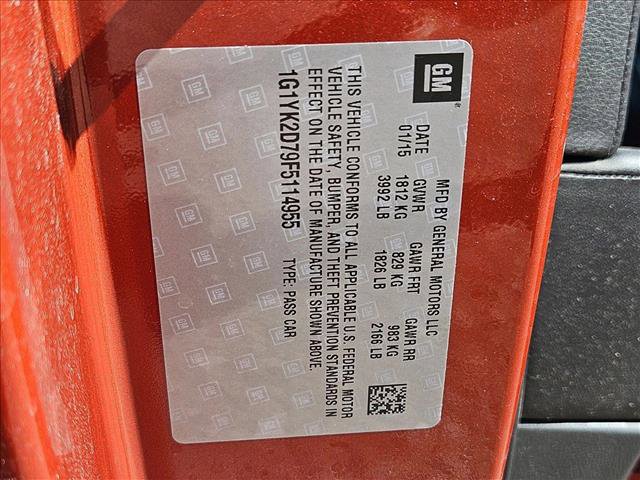 GM
MFD BY GENERAL MOTORS LLC
DATE GVWR GAWR FRT GAWR RR
01/15 1812 KG 829 KG 983 KG
3992 LB 1826 LB 2166 LB
THIS VEHICLE CONFORMS TO ALL APPLICABLE U.S. FEDERAL MOTOR
VEHICLE SAFETY, BUMPER, AND THEFT PREVENTION STANDARDS IN
EFFECT ON THE DATE OF MANUFACTURE SHOWN ABOVE.
1G1YK2D79F5114955 TYPE: PASS CAR